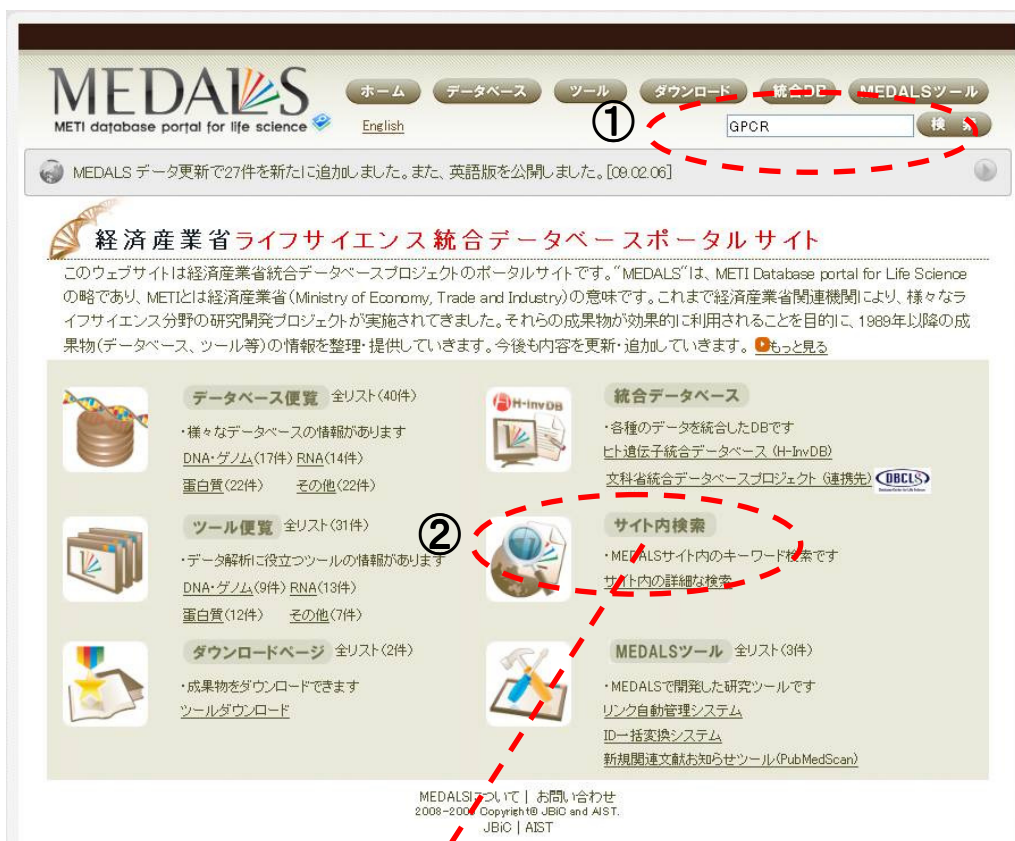 MEDALS
METI database portal for life science
ホーム データベース ツール ダウンロード 統合DB MEDALSツール
English
①
GPCR 検 索
MEDALS データ更新で27件を新たに追加しました。また、英語版を公開しました。[09.02.06]
経済産業省ライフサイエンス統合データベースポータルサイト
このウェブサイトは経済産業省統合データベースプロジェクトのポータルサイトです。"MEDALS"は、METI Database portal for Life Science
の略であり、METIとは経済産業省(Ministry of Economy, Trade and Industry)の意味です。これまで経済産業省関連機関により、様々なラ
イフサイエンス分野の研究開発プロジェクトが実施されてきました。それらの成果物が効果的に利用されることを目的に、1989年以降の成
果物(データベース、ツール等)の情報を整理・提供していきます。今後も内容を更新・追加していきます。 もっと見る
データベース便覧 全リスト(40件)
・様々なデータベースの情報があります
DNA・ゲノム(17件) RNA(14件)
蛋白質(22件) その他(22件)
H-InvDB
統合データベース
・各種のデータを統合したDBです
ヒト遺伝子統合データベース (H-InvDB)
文科省統合データベースプロジェクト (連携先) DBCLS
ツール便覧 全リスト(31件)
・データ解析に役立つツールの情報があります
DNA・ゲノム(9件) RNA(13件)
蛋白質(12件) その他(7件)
②
サイト内検索
・MEDALSサイト内のキーワード検索です
サイト内の詳細な検索
ダウンロードページ 全リスト(2件)
・成果物をダウンロードできます
ツールダウンロード
MEDALSツール 全リスト(3件)
・MEDALSで開発した研究ツールです
リンク自動管理システム
ID一括変換システム
新規関連文献お知らせツール(PubMedScan)
MEDALSについて | お問い合わせ
2008-2009 Copyright© JBiC and AIST.
JBiC | AIST